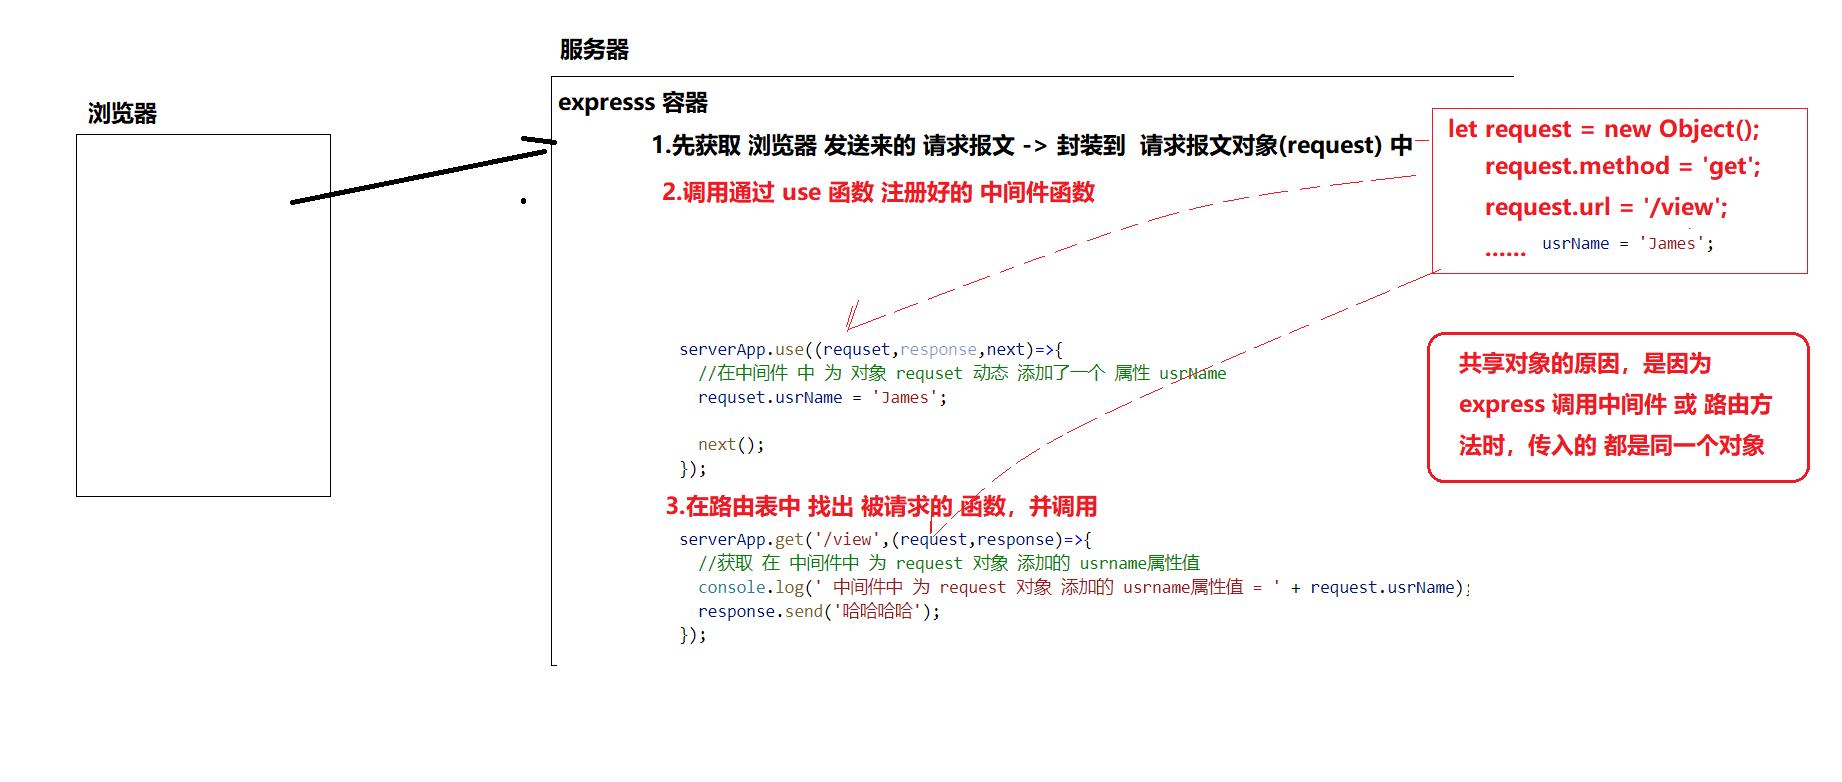 服务器
浏览器
expresss 容器
1.先获取 浏览器 发送来的 请求报文 -> 封装到  请求报文对象(request) 中
2.调用通过 use 函数 注册好的 中间件函数
let request = new Object();
request.method = 'get';
request.url = '/view';
...... usrName = 'James';
serverApp.use((requset,response,next)=>{
//在中间件 中 为 对象 requset 动态 添加了一个 属性 usrName
requset.usrName = 'James';
next();
});
共享对象的原因，是因为
express 调用中间件 或 路由方
法时，传入的 都是同一个对象
3.在路由表中 找出 被请求的 函数，并调用
serverApp.get('/view',(request,response)=>{
//获取 在 中间件中 为 request 对象 添加的 usrname属性值
console.log(' 中间件中 为 request 对象 添加的 usrname属性值 = ' + request.usrName);
response.send('哈哈哈哈');
});